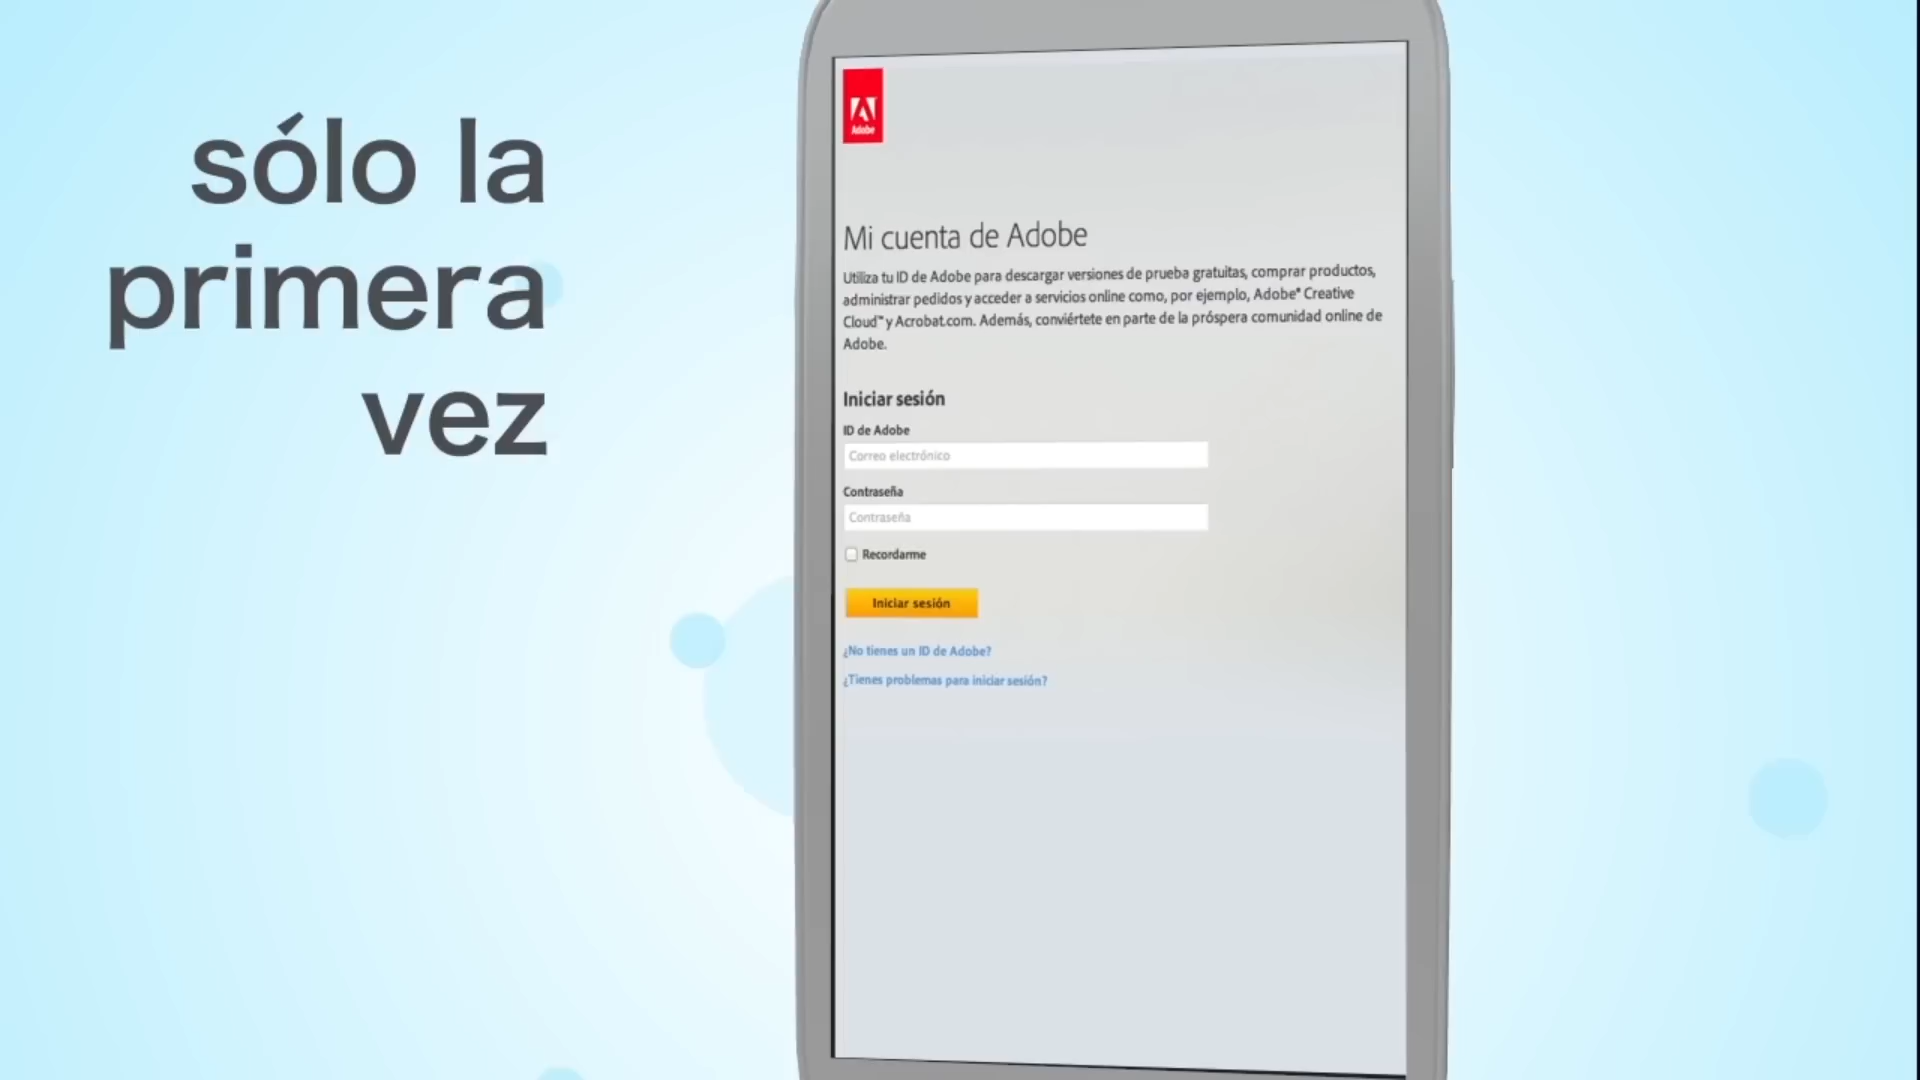 sólo la
primera
vez
Adobe
Mi cuenta de Adobe
Utiliza tu ID de Adobe para descargar versiones de prueba gratuitas, comprar productos,
administrar pedidos y acceder a servicios online como, por ejemplo, Adobe® Creative
Cloud™ y Acrobat.com. Además, conviértete en parte de la próspera comunidad online de
Adobe.
Iniciar sesión
ID de Adobe
Correo electrónico
Contraseña
Contraseña
Recordarme
Iniciar sesión
¿No tienes un ID de Adobe?
¿Tienes problemas para iniciar sesión?